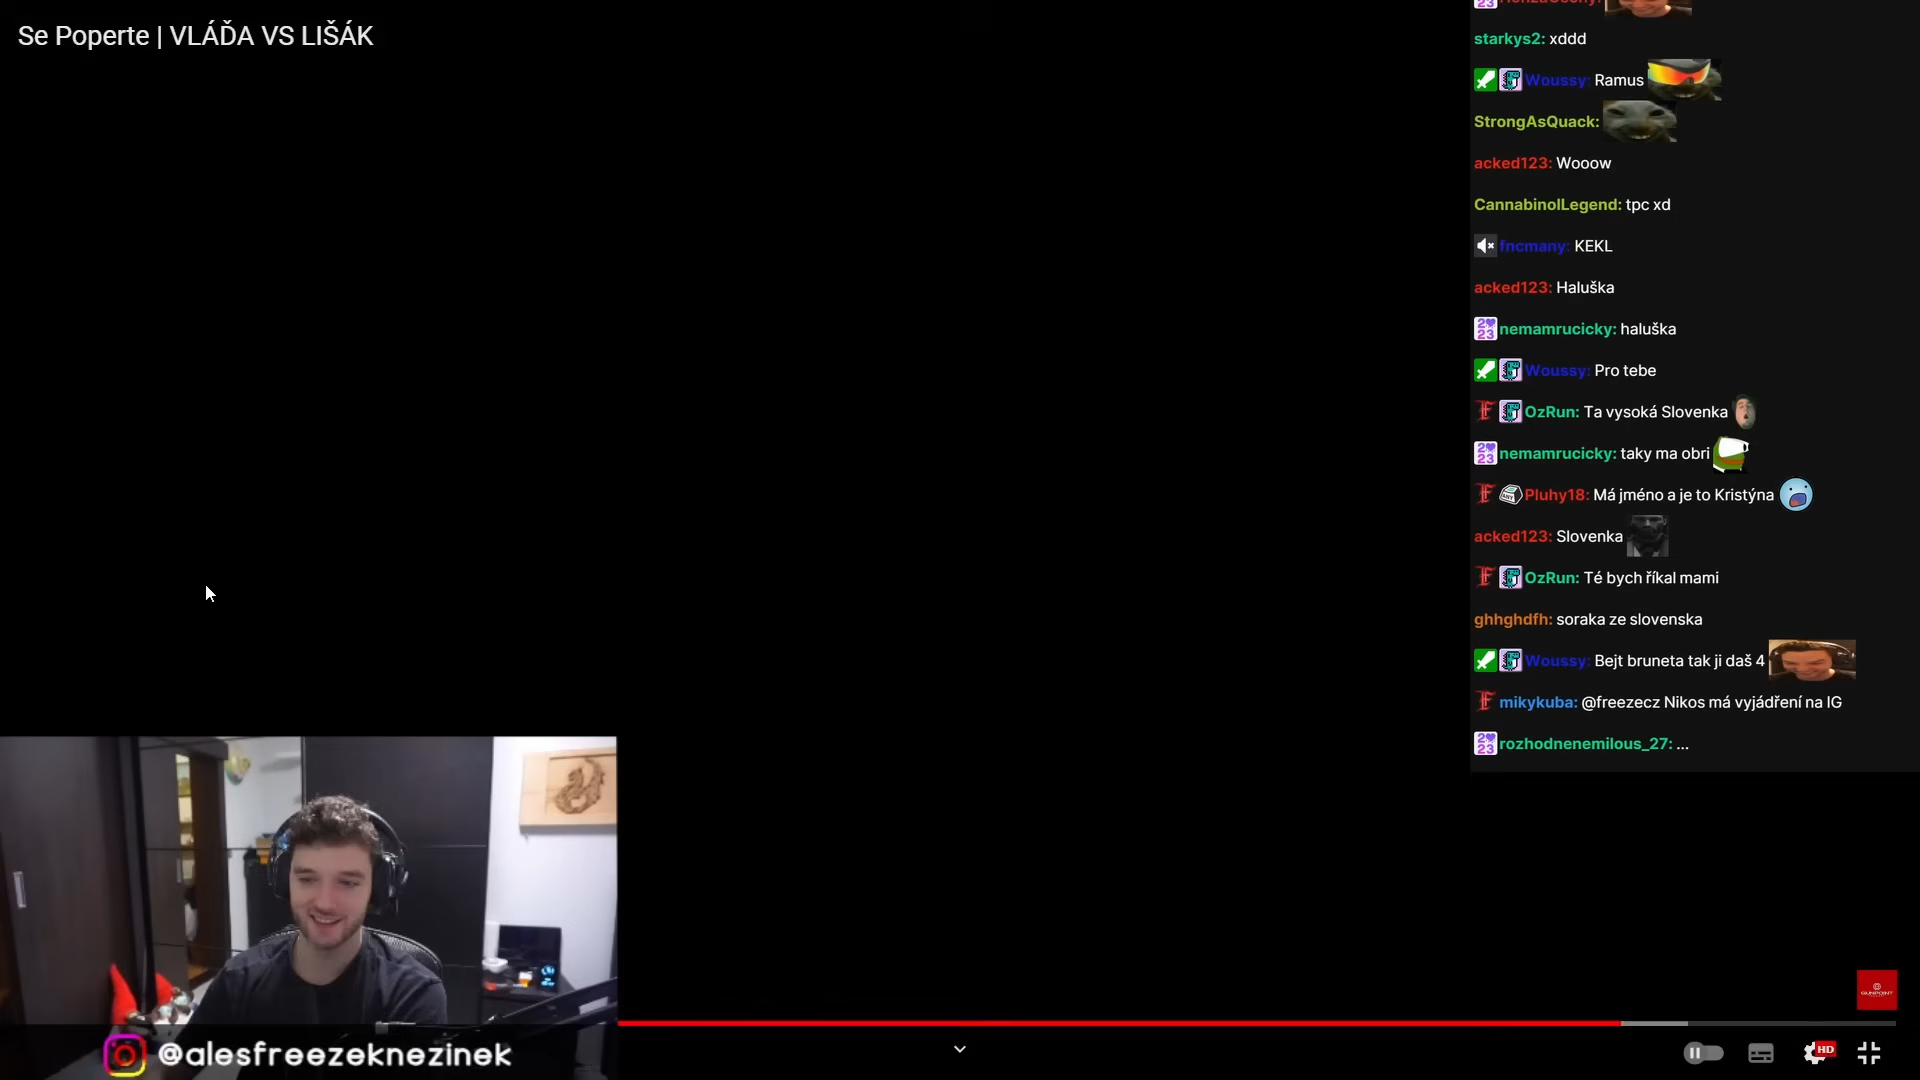 Se Poperte | VLÁĎA VS LIŠÁK
starkys2: xddd
Woussy: Ramus
StrongAsQuack:
acked123: Wooow
CannabinolLegend: tpc xd
fncmany: KEKL
acked123: Haluška
nemamrucicky: haluška
Woussy: Pro tebe
OzRun: Ta vysoká Slovenka
nemamrucicky: taky ma obri
Pluhy18: Má jméno a je to Kristýna
acked123: Slovenka
OzRun: Té bych říkal mami
ghhghdfh: soraka ze slovenska
Woussy: Bejt bruneta tak ji daš 4
mikykuba: @freezecz Nikos má vyjádření na IG
rozhodnenemilous_27: ...
GUNPOINT
@alesfreezeknezinek
HD